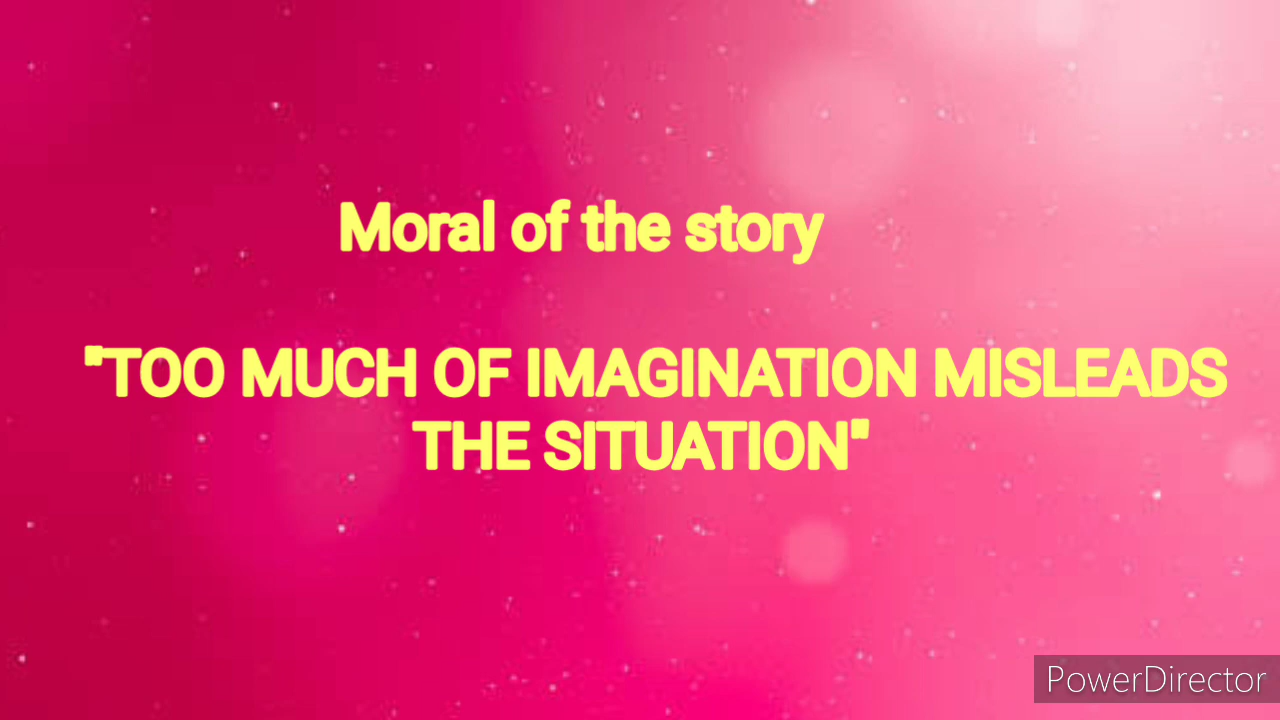 Moral of the story
"TOO MUCH OF IMAGINATION MISLEADS
THE SITUATION"
PowerDirector